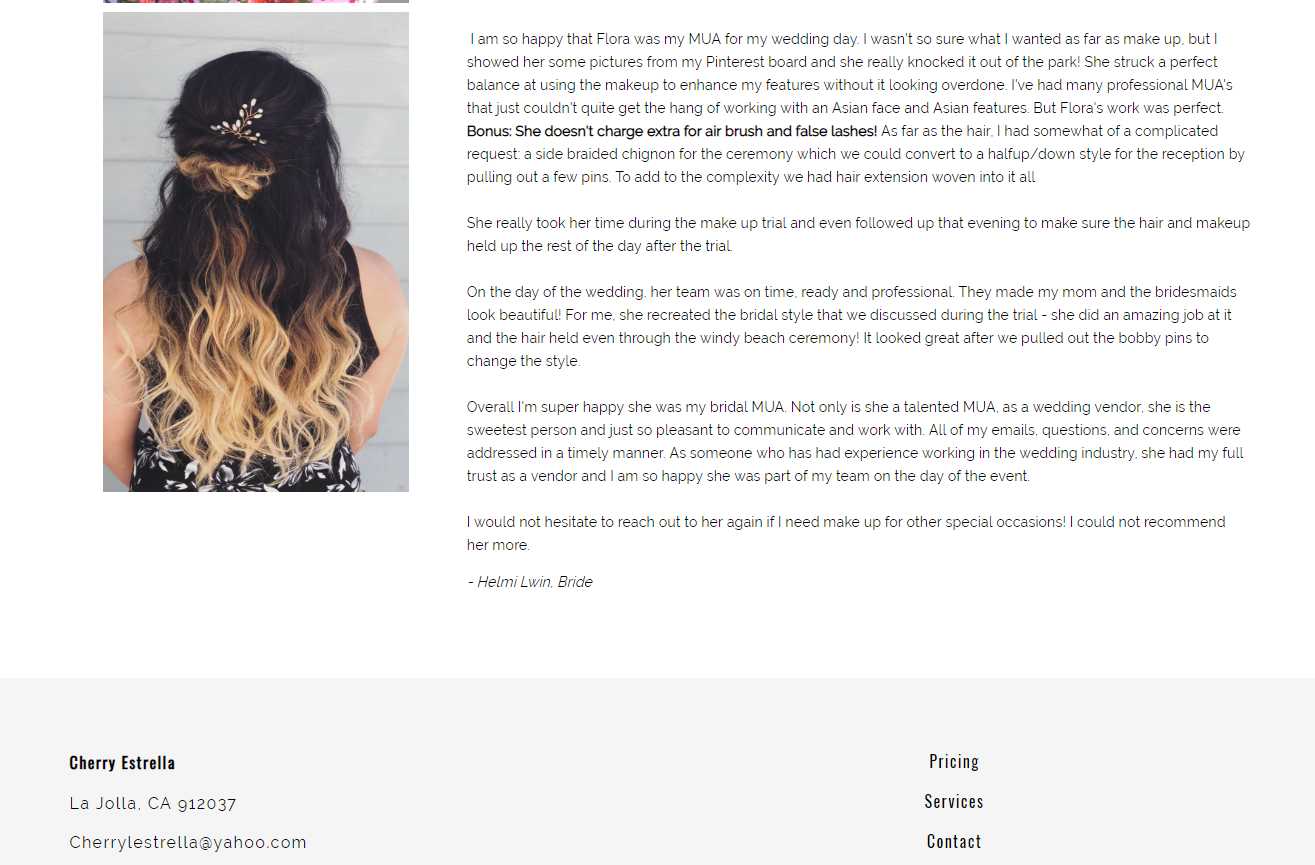 I am so happy that Flora was my MUA for my wedding day. I wasn't so sure what I wanted as far as make up, but I
showed her some pictures from my Pinterest board and she really knocked it out of the park! She struck a perfect
balance at using the makeup to enhance my features without it looking overdone. I've had many professional MUA's
that just couldn't quite get the hang of working with an Asian face and Asian features. But Flora's work was perfect.
Bonus: She doesn't charge extra for air brush and false lashes! As far as the hair, I had somewhat of a complicated
request: a side braided chignon for the ceremony which we could convert to a halfup/down style for the reception by
pulling out a few pins. To add to the complexity we had hair extension woven into it all
She really took her time during the make up trial and even followed up that evening to make sure the hair and makeup
held up the rest of the day after the trial.
On the day of the wedding, her team was on time, ready and professional. They made my mom and the bridesmaids
look beautiful! For me, she recreated the bridal style that we discussed during the trial - she did an amazing job at it
and the hair held even through the windy beach ceremony! It looked great after we pulled out the bobby pins to
change the style.
Overall I'm super happy she was my bridal MUA. Not only is she a talented MUA, as a wedding vendor, she is the
sweetest person and just so pleasant to communicate and work with. All of my emails, questions, and concerns were
addressed in a timely manner. As someone who has had experience working in the wedding industry, she had my full
trust as a vendor and I am so happy she was part of my team on the day of the event.
I would not hesitate to reach out to her again if I need make up for other special occasions! I could not recommend
her more.
- Helmi Lwin, Bride
Cherry Estrella
La Jolla, CA 912037
Cherrylestrella@yahoo.com
Pricing
Services
Contact